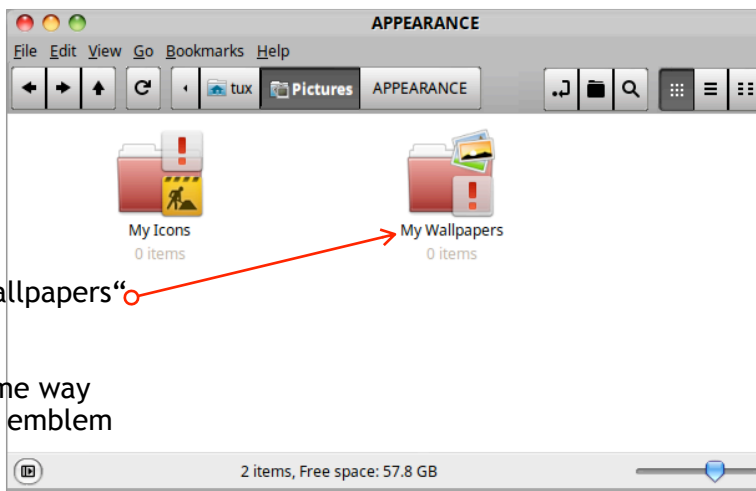 APPEARANCE
File Edit View Go Bookmarks Help
tux Pictures APPEARANCE
My Icons
0 items
My Wallpapers
0 items
allpapers“
me way
emblem
2 items, Free space: 57.8 GB